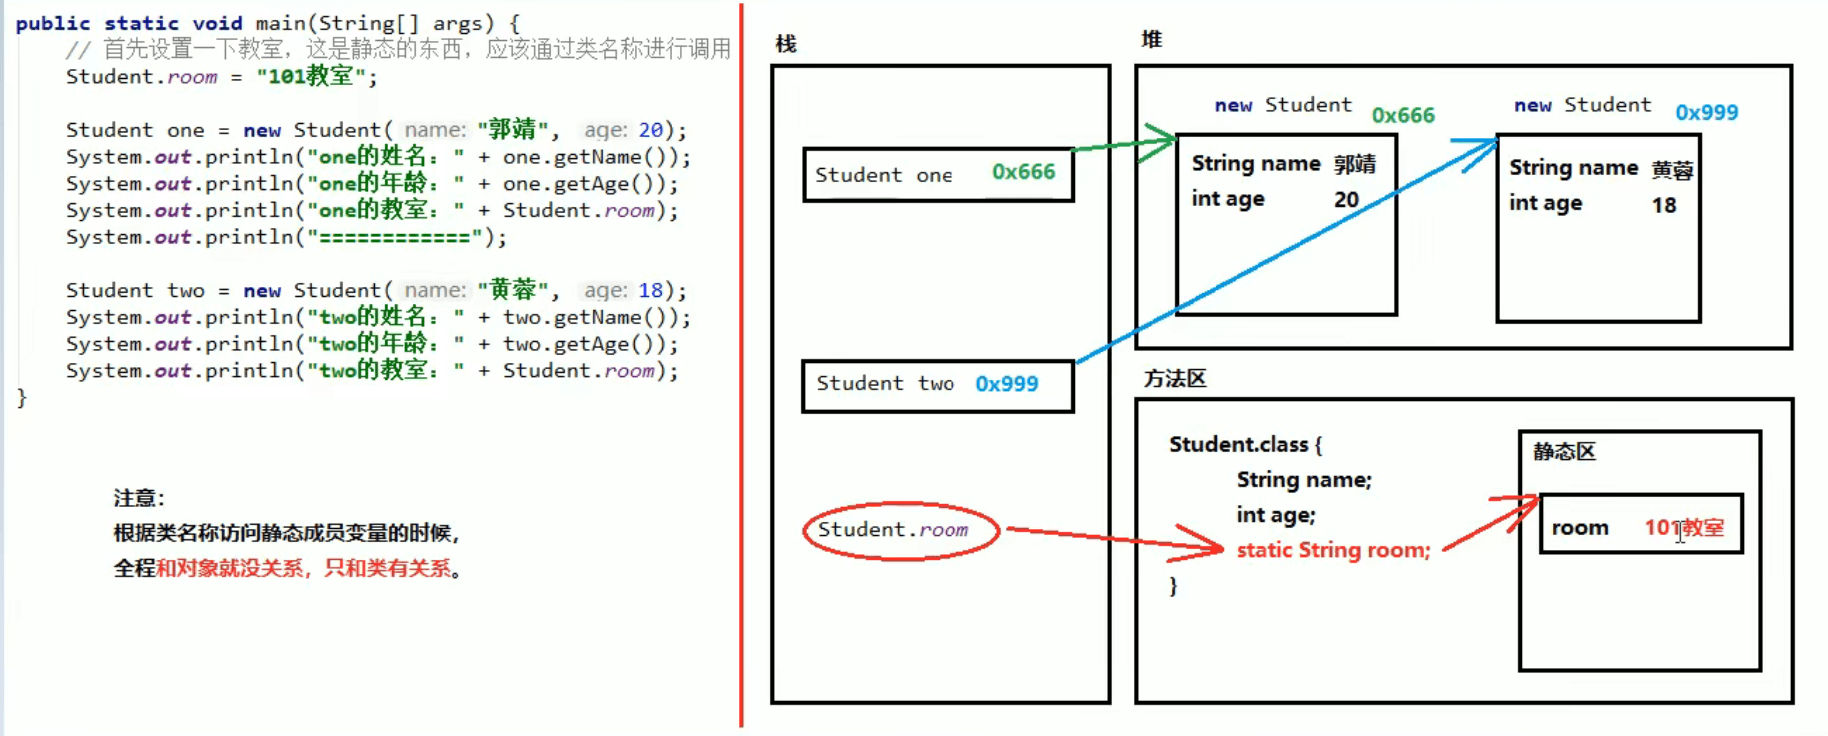 public static void main(String[] args) {
// 首先设置一下教室，这是静态的东西，应该通过类名称进行调用
Student.room = "101教室";
Student one = new Student( name: "郭靖", age: 20);
System.out.println("one的姓名：" + one.getName());
System.out.println("one的年龄：" + one.getAge());
System.out.println("one的教室：" + Student.room);
System.out.println("============");
Student two = new Student( name: "黄蓉", age: 18);
System.out.println("two的姓名：" + two.getName());
System.out.println("two的年龄：" + two.getAge());
System.out.println("two的教室：" + Student.room);
}
注意：
根据类名称访问静态成员变量的时候，
全程和对象就没关系，只和类有关系。
栈
Student one 0x666
Student two 0x999
Student.room
堆
new Student 0x666
String name 郭靖
int age 20
new Student 0x999
String name 黄蓉
int age 18
方法区
Student.class {
String name;
int age;
static String room;
}
静态区
room 101教室